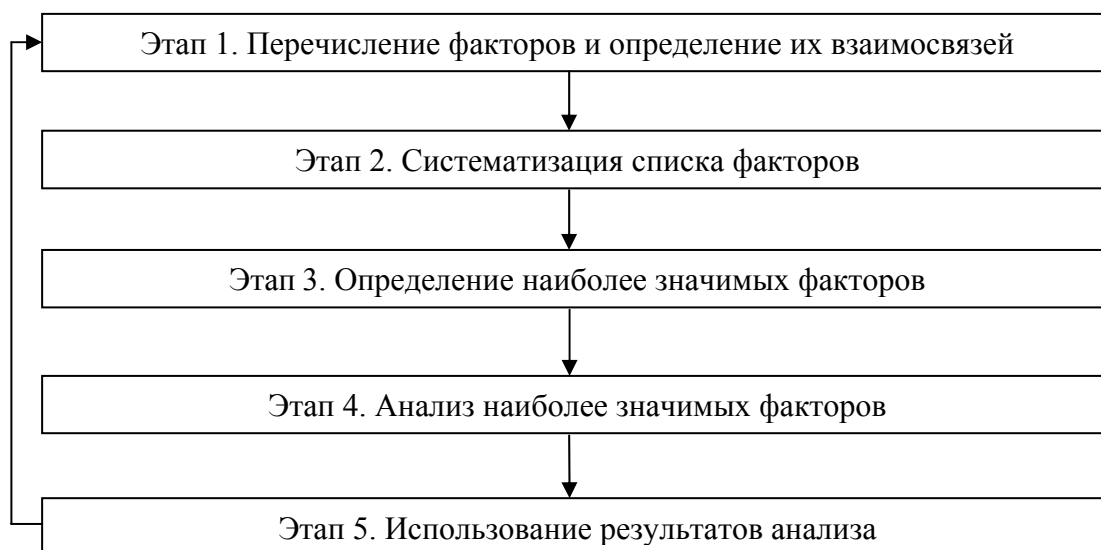 Этап 1. Перечисление факторов и определение их взаимосвязей
Этап 2. Систематизация списка факторов
Этап 3. Определение наиболее значимых факторов
Этап 4. Анализ наиболее значимых факторов
Этап 5. Использование результатов анализа